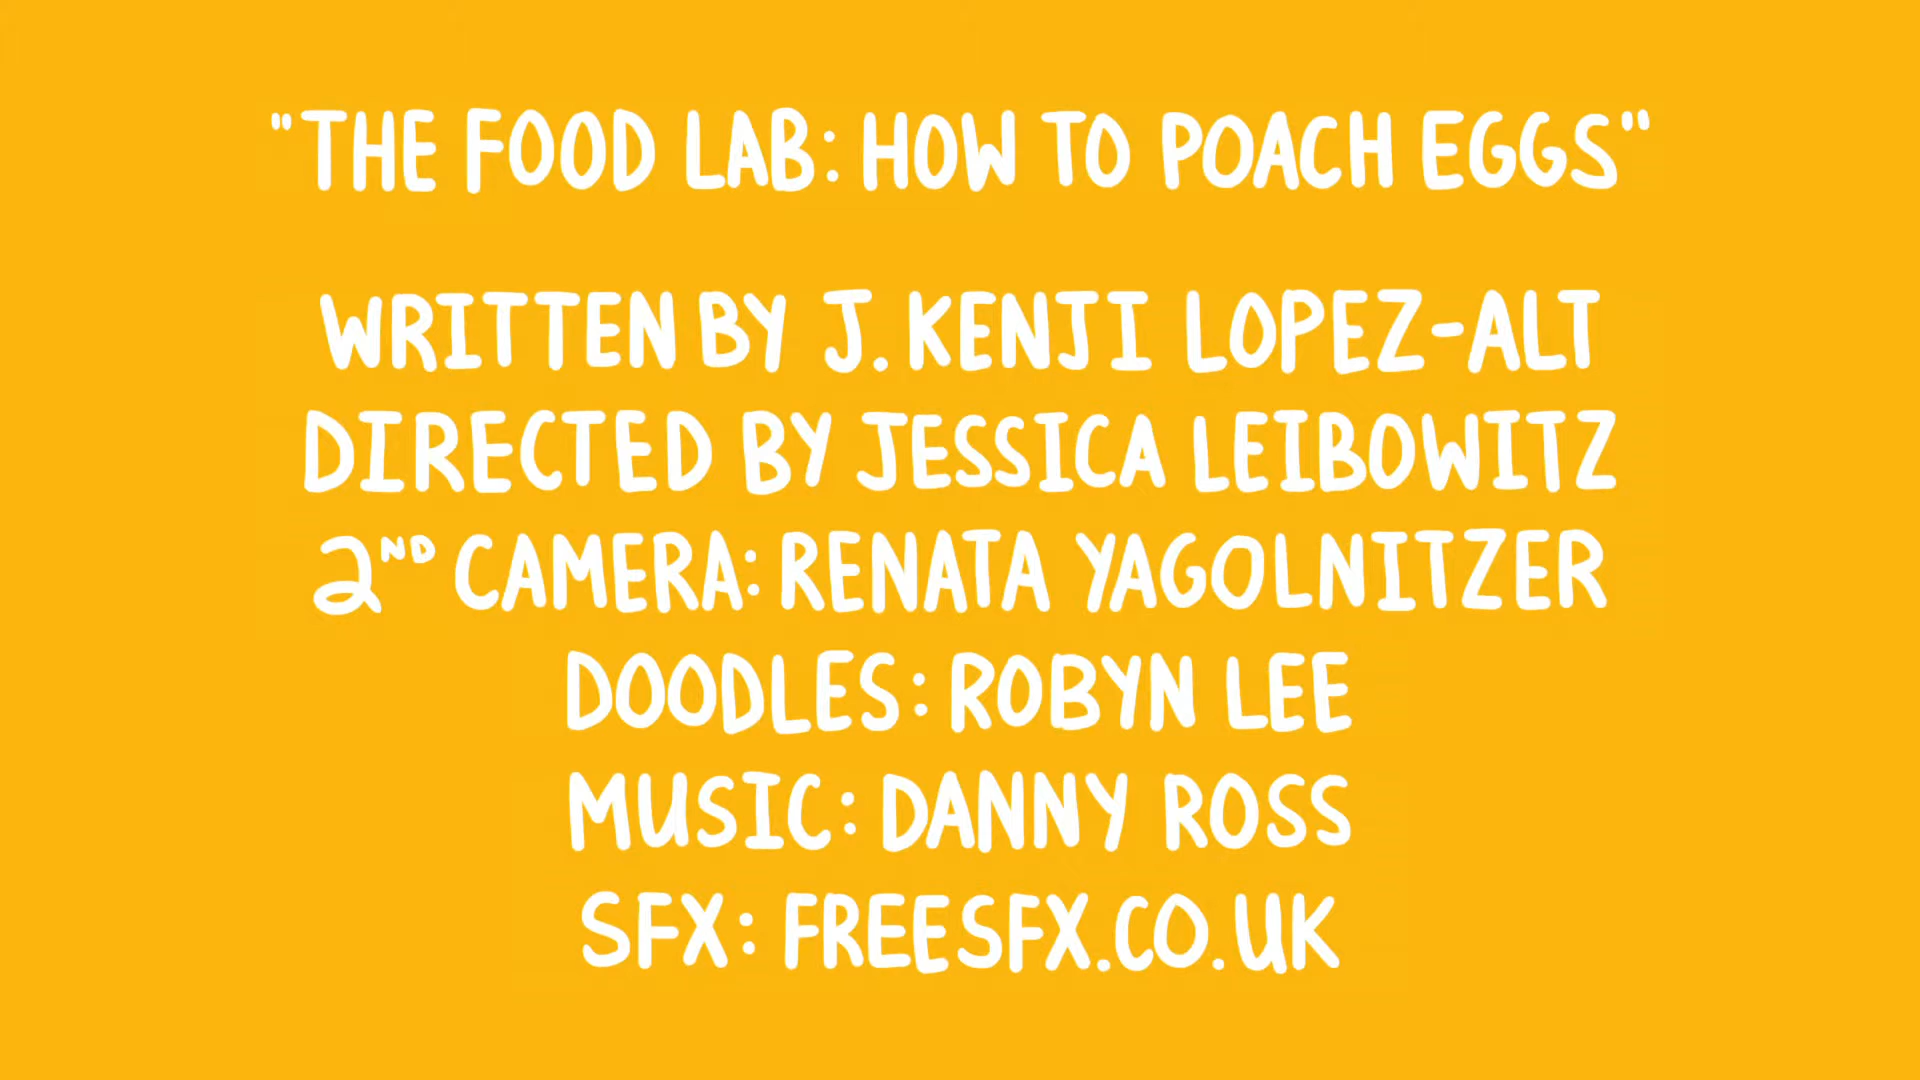 "THE FOOD LAB: HOW TO POACH EGGS"
WRITTEN BY J. KENJI LOPEZ-ALT
DIRECTED BY JESSICA LEIBOWITZ
2ND CAMERA: RENATA YAGOLNITZER
DOODLES: ROBYN LEE
MUSIC: DANNY ROSS
SFX: FREESFX.CO.UK